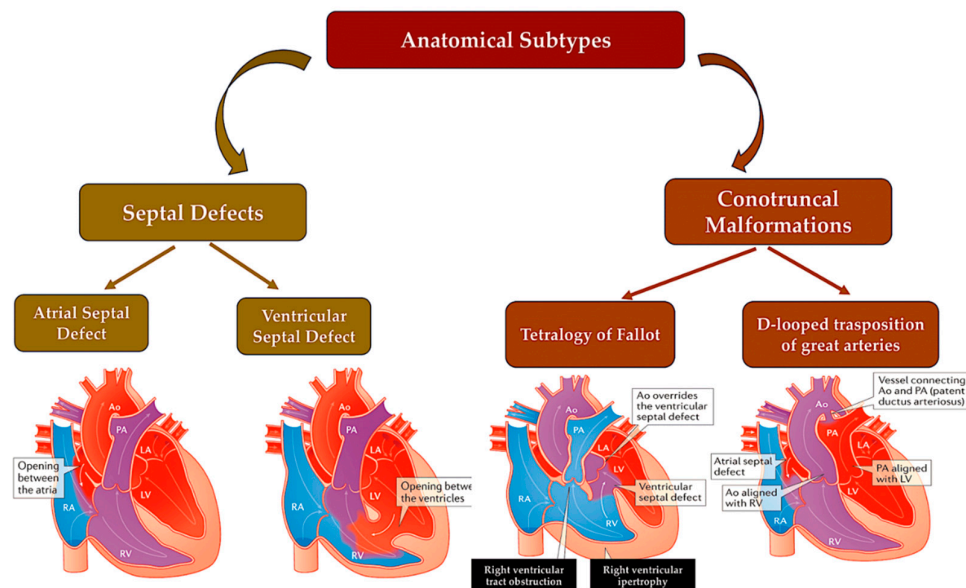 Anatomical Subtypes
Septal Defects
Conotruncal
Malformations
Atrial Septal
Defect
Ventricular
Septal Defect
Tetralogy of Fallot
D-looped trasposition
of great arteries
Ao
PA
LA
LV
RA
RV
Opening
between
the atria
Ao
PA
LA
LV
RA
RV
Opening betw
the ventricles
Ao
PA
LA
LV
RA
RV
Ao overrides
the ventricular
septal defect
Ventricular
septal defect
Right ventricular
tract obstruction
Right ventricular
ipertrophy
Ao
PA
LA
LV
RA
RV
Vessel connecting
Ao and PA (patent
ductus arteriosus)
Atrial septal
defect
Ao aligned
with RV
PA aligned
with LV